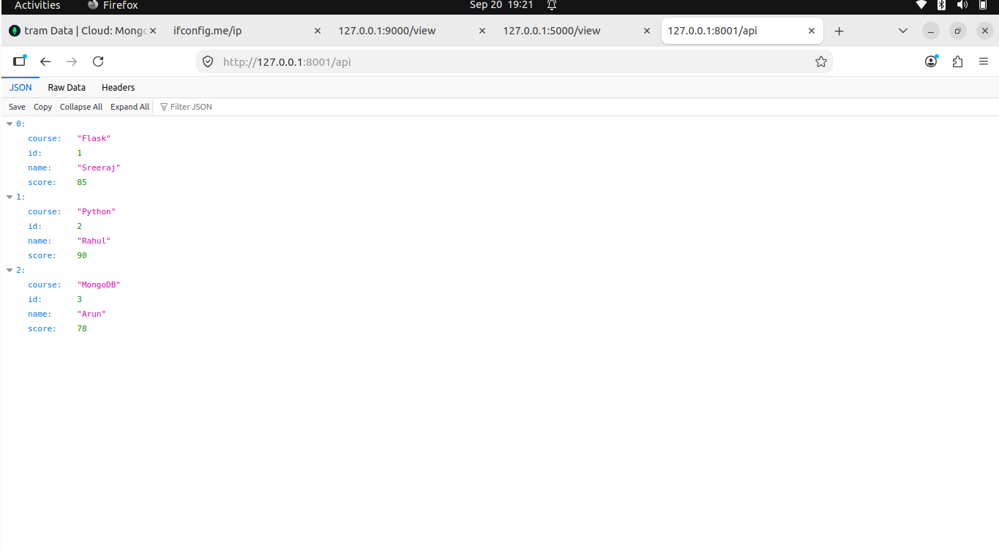 Activities Firefox Sep 20 19:21
tram Data | Cloud: Mong ifconfig.me/ip 127.0.0.1:9000/view 127.0.0.1:5000/view 127.0.0.1:8001/api
http://127.0.0.1:8001/api
JSON Raw Data Headers
Save Copy Collapse All Expand All Filter JSON
0:
course: "Flask"
id: 1
name: "Sreeraj"
score: 85
1:
course: "Python"
id: 2
name: "Rahul"
score: 90
2:
course: "MongoDB"
id: 3
name: "Arun"
score: 78